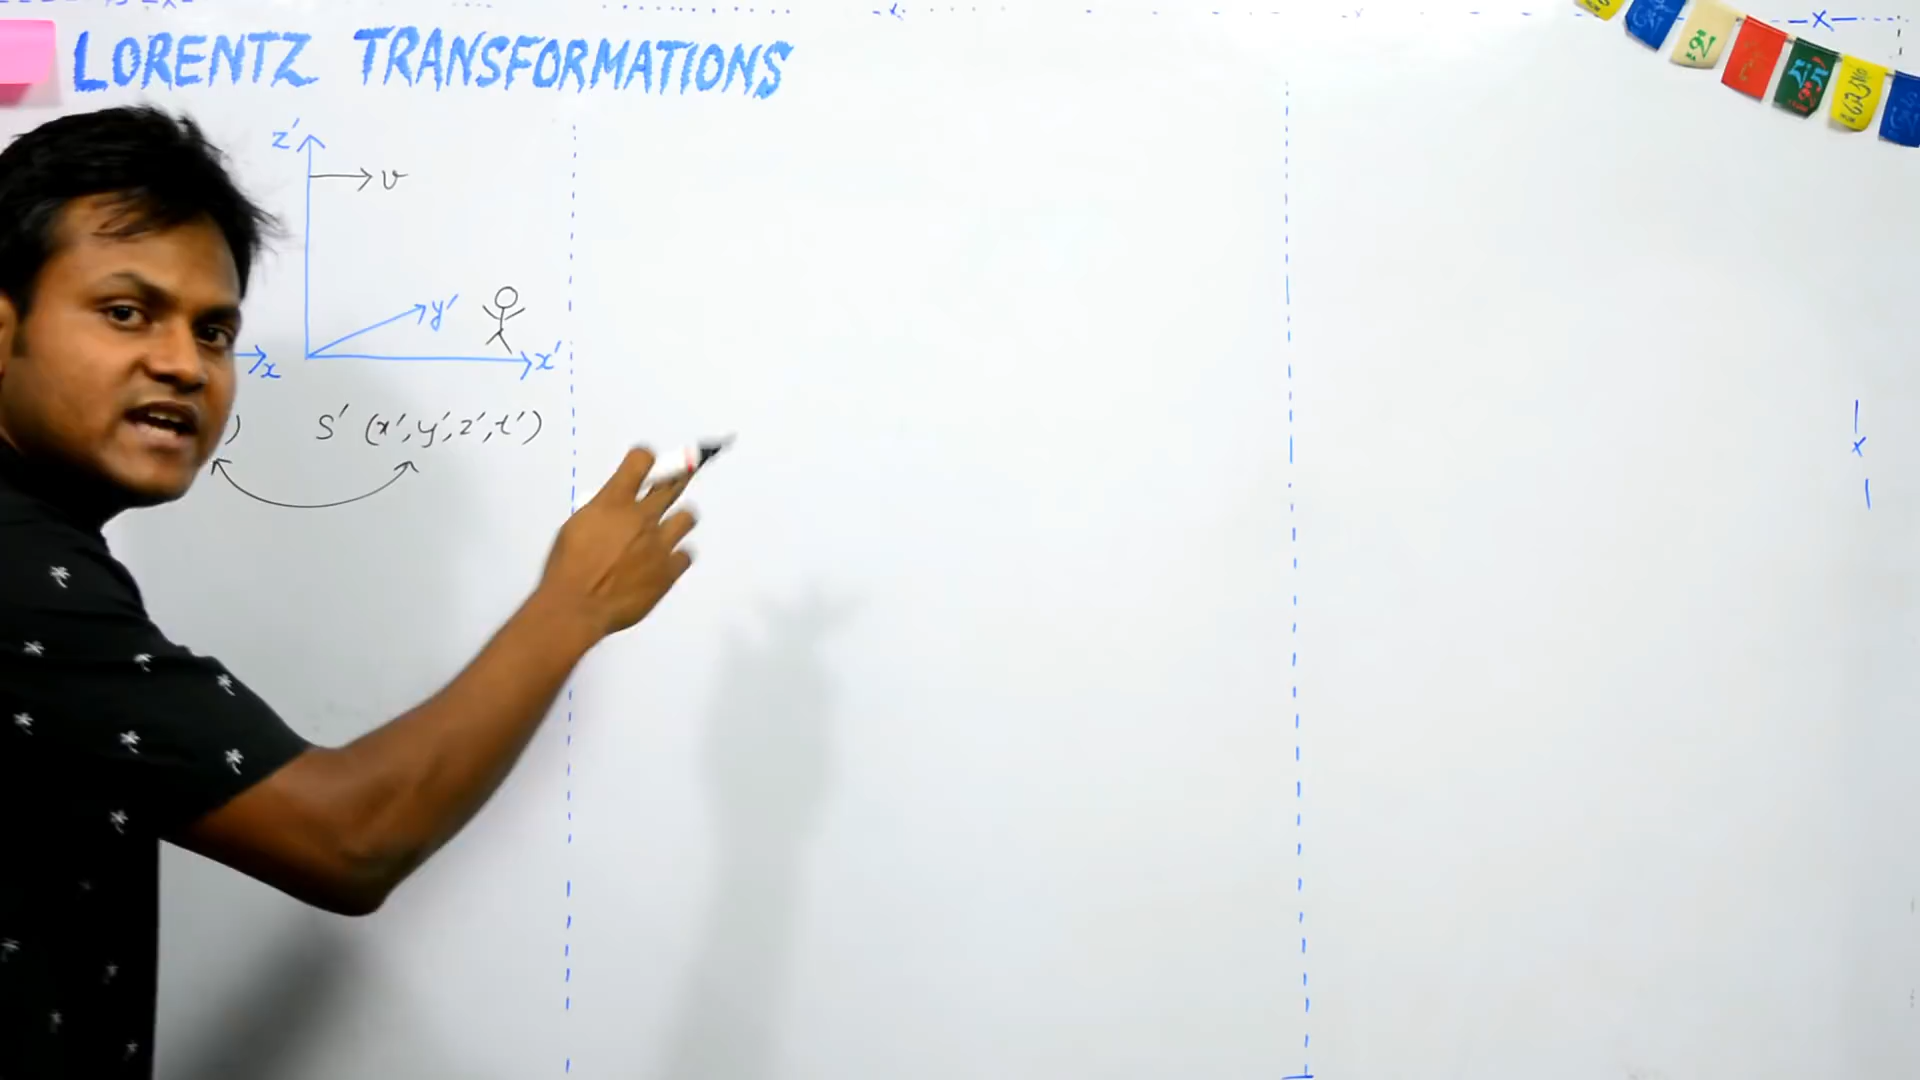 LORENTZ TRANSFORMATIONS
z'
v
y'
x
x'
) S' (x', y', z', t')
x
x